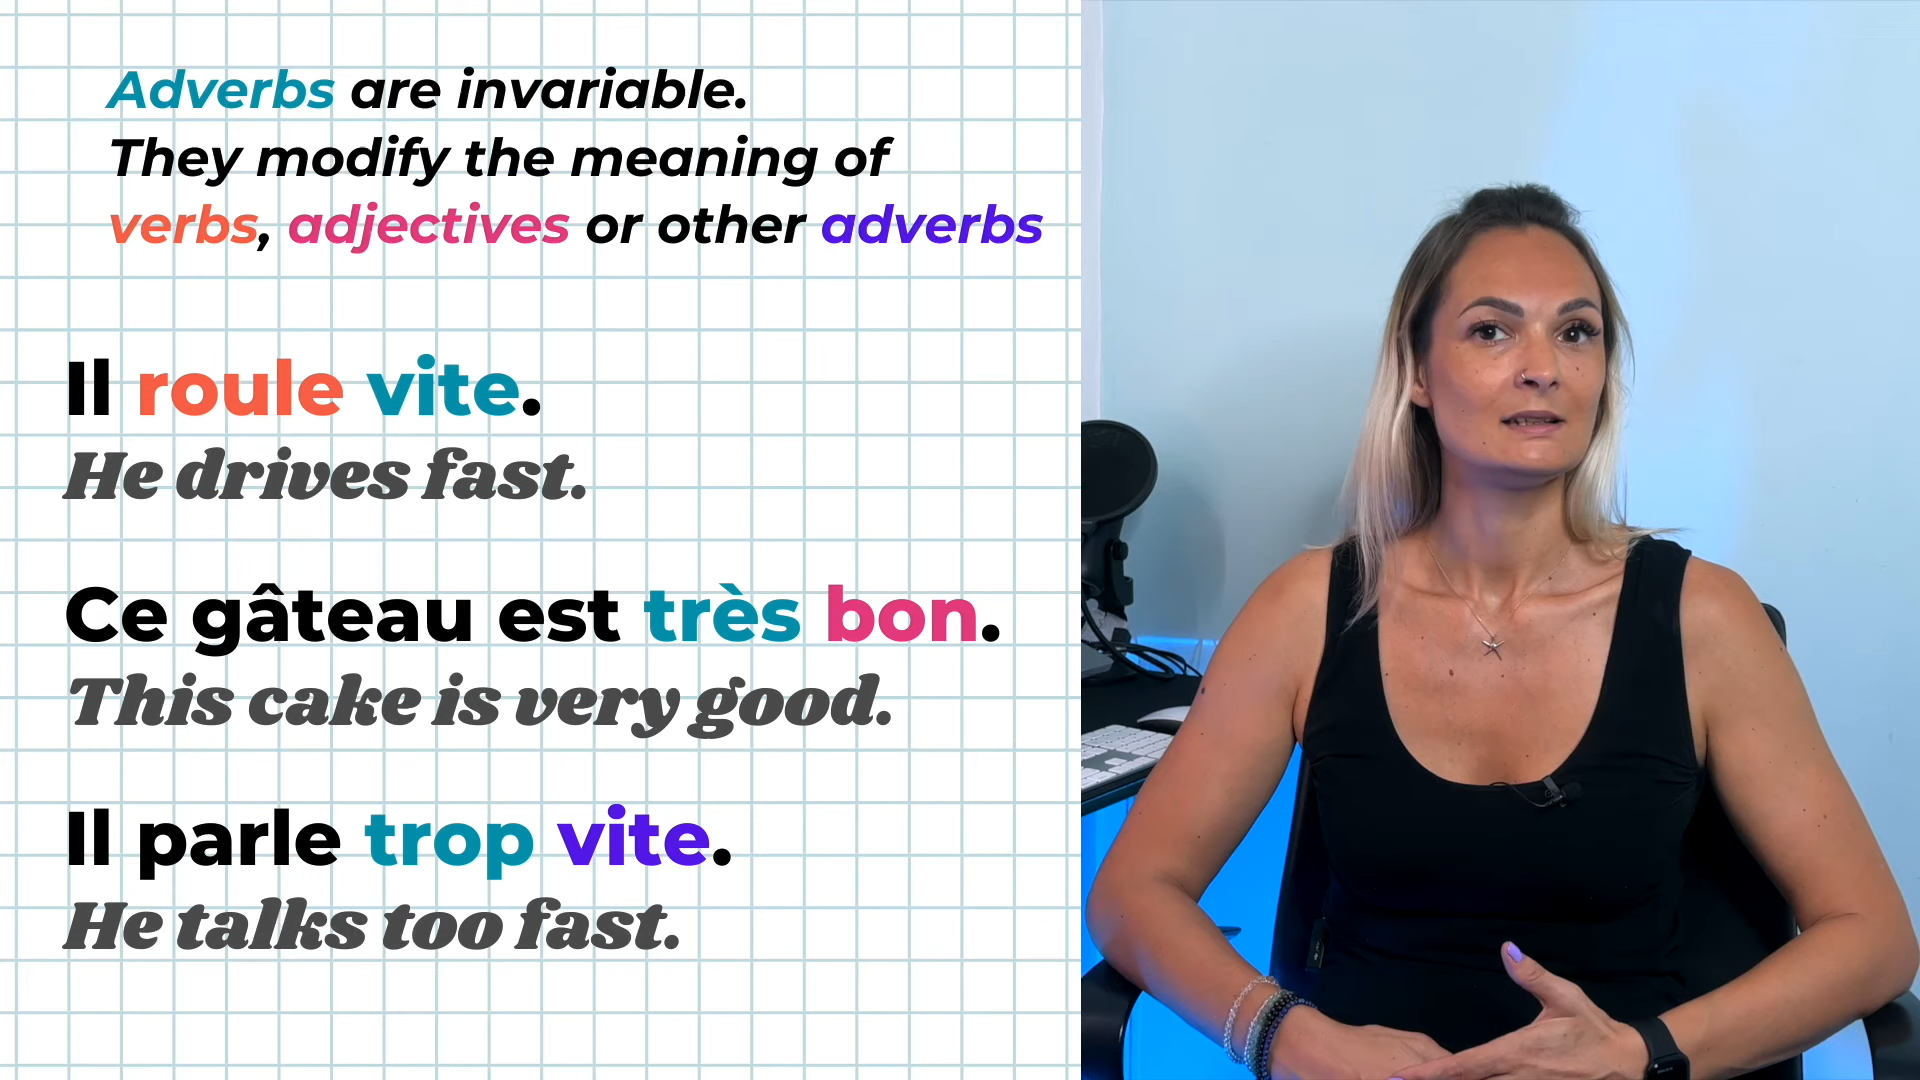 Adverbs are invariable.
They modify the meaning of
verbs, adjectives or other adverbs
Il roule vite.
He drives fast.
Ce gâteau est très bon.
This cake is very good.
Il parle trop vite.
He talks too fast.